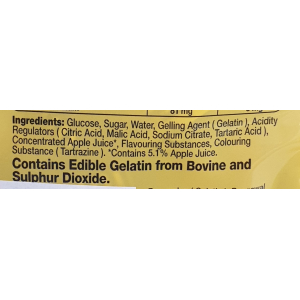 81 mg
Ingredients: Glucose, Sugar, Water, Gelling Agent ( Gelatin ), Acidity
Regulators ( Citric Acid, Malic Acid, Sodium Citrate, Tartaric Acid ),
Concentrated Apple Juice*, Flavouring Substances, Colouring
Substance ( Tartrazine ). *Contains 5.1% Apple Juice.
Contains Edible Gelatin from Bovine and
Sulphur Dioxide.